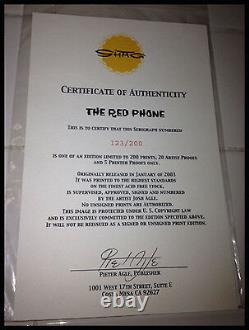 SHAG
CERTIFICATE OF AUTHENTICITY
THE RED PHONE
THIS IS TO CERTIFY THAT THIS SERIGRAPH NUMBERED
123/200
IS ONE OF AN EDITION LIMITED TO 200 PRINTS, 20 ARTIST PROOFS
AND 5 PRINTER PROOFS ONLY.
ORIGINALLY RELEASED IN JANUARY OF 2003.
IT WAS PRINTED TO THE HIGHEST STANDARDS
ON THE FINEST ACID FREE STOCK,
IS SUPERVISED, APPROVED, SIGNED AND NUMBERED
BY THE ARTIST JOSH AGLE.
NO UNSIGNED PRINTS ARE AUTHORIZED.
THIS IMAGE IS PROTECTED UNDER U. S. COPYRIGHT LAW
AND IS EXCLUSIVELY COMMITTED TO THE EDITION SPECIFIED ABOVE.
IT WILL NOT BE REISSUED AS A SIGNED OR UNSIGNED PRINT EDITION.
PIETER AGLE, PUBLISHER
1001 WEST 17TH STREET, SUITE E
COSTA MESA CA 92627